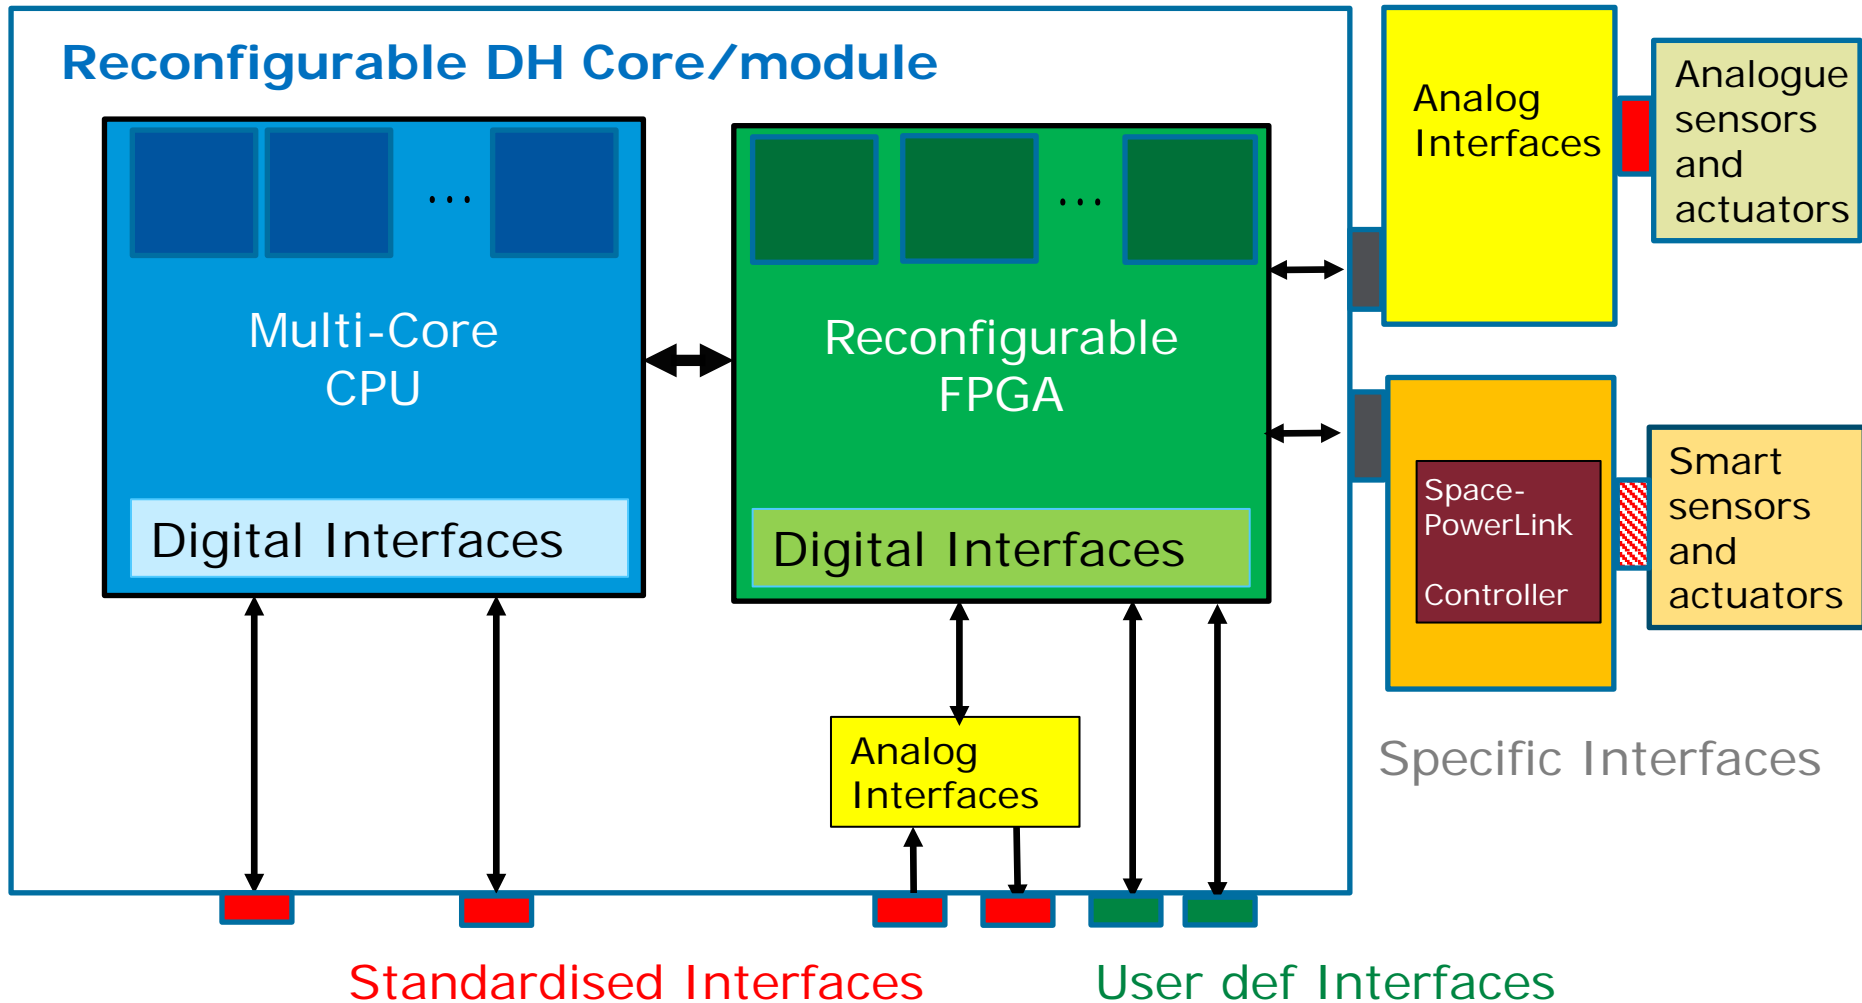 Reconfigurable DH Core/module
...
Multi-Core
CPU
Digital Interfaces
...
Reconfigurable
FPGA
Digital Interfaces
Analog
Interfaces
Analog
Interfaces
Analogue
sensors
and
actuators
Space-
PowerLink
Controller
Smart
sensors
and
actuators
Specific Interfaces
Standardised Interfaces
User def Interfaces